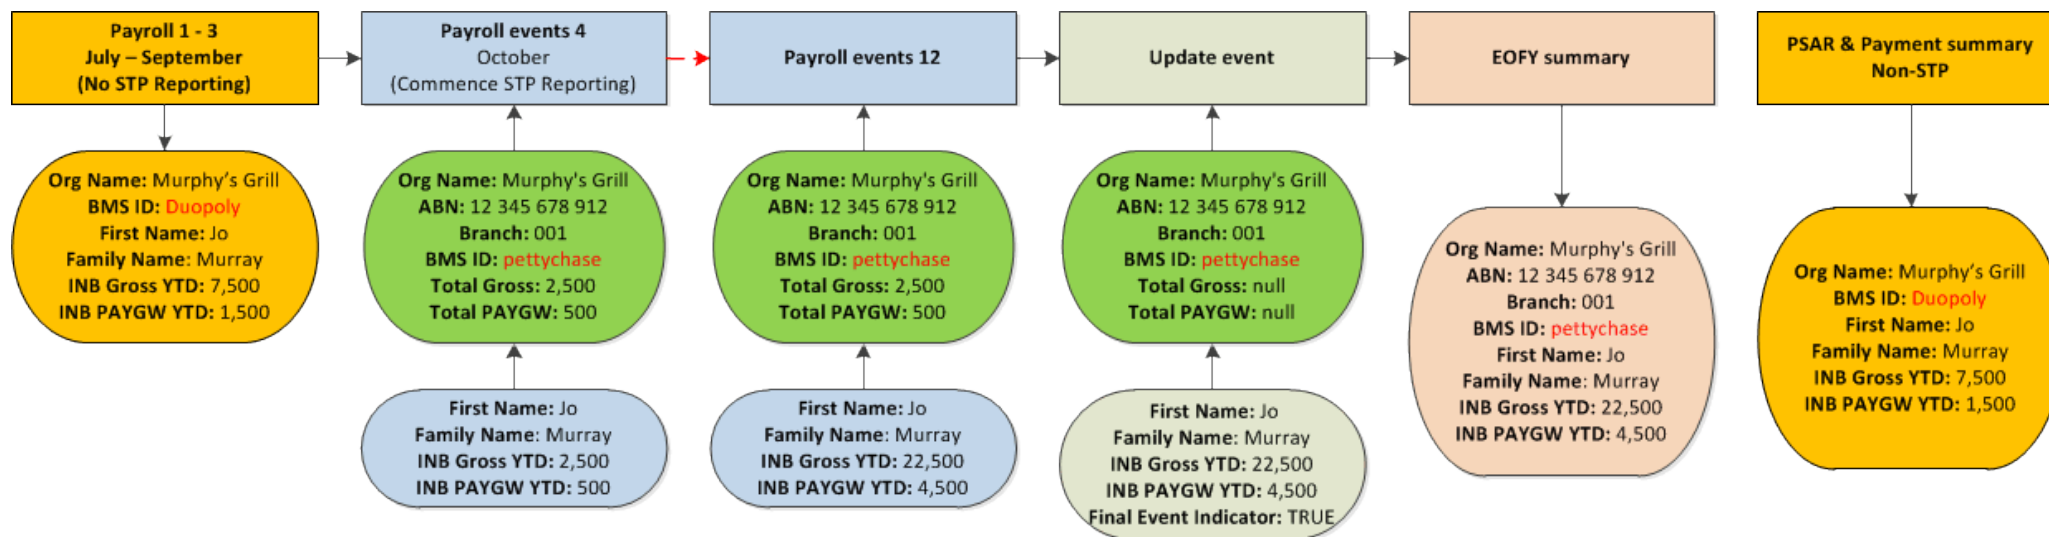 Payroll 1 - 3
July – September
(No STP Reporting)
Payroll events 4
October
(Commence STP Reporting)
Payroll events 12
Update event
EOFY summary
PSAR & Payment summary
Non-STP
Org Name: Murphy’s Grill
BMS ID: Duopoly
First Name: Jo
Family Name: Murray
INB Gross YTD: 7,500
INB PAYGW YTD: 1,500
Org Name: Murphy's Grill
ABN: 12 345 678 912
Branch: 001
BMS ID: pettychase
Total Gross: 2,500
Total PAYGW: 500
Org Name: Murphy's Grill
ABN: 12 345 678 912
Branch: 001
BMS ID: pettychase
Total Gross: 2,500
Total PAYGW: 500
Org Name: Murphy's Grill
ABN: 12 345 678 912
Branch: 001
BMS ID: pettychase
Total Gross: null
Total PAYGW: null
Org Name: Murphy's Grill
ABN: 12 345 678 912
Branch: 001
BMS ID: pettychase
First Name: Jo
Family Name: Murray
INB Gross YTD: 22,500
INB PAYGW YTD: 4,500
Org Name: Murphy's Grill
BMS ID: Duopoly
First Name: Jo
Family Name: Murray
INB Gross YTD: 7,500
INB PAYGW YTD: 1,500
First Name: Jo
Family Name: Murray
INB Gross YTD: 2,500
INB PAYGW YTD: 500
First Name: Jo
Family Name: Murray
INB Gross YTD: 22,500
INB PAYGW YTD: 4,500
First Name: Jo
Family Name: Murray
INB Gross YTD: 22,500
INB PAYGW YTD: 4,500
Final Event Indicator: TRUE